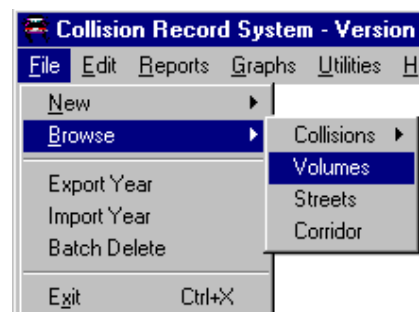 Collision Record System - Version
File Edit Reports Graphs Utilities H
New
Browse
Export Year
Import Year
Batch Delete
Exit Ctrl+X
Collisions
Volumes
Streets
Corridor